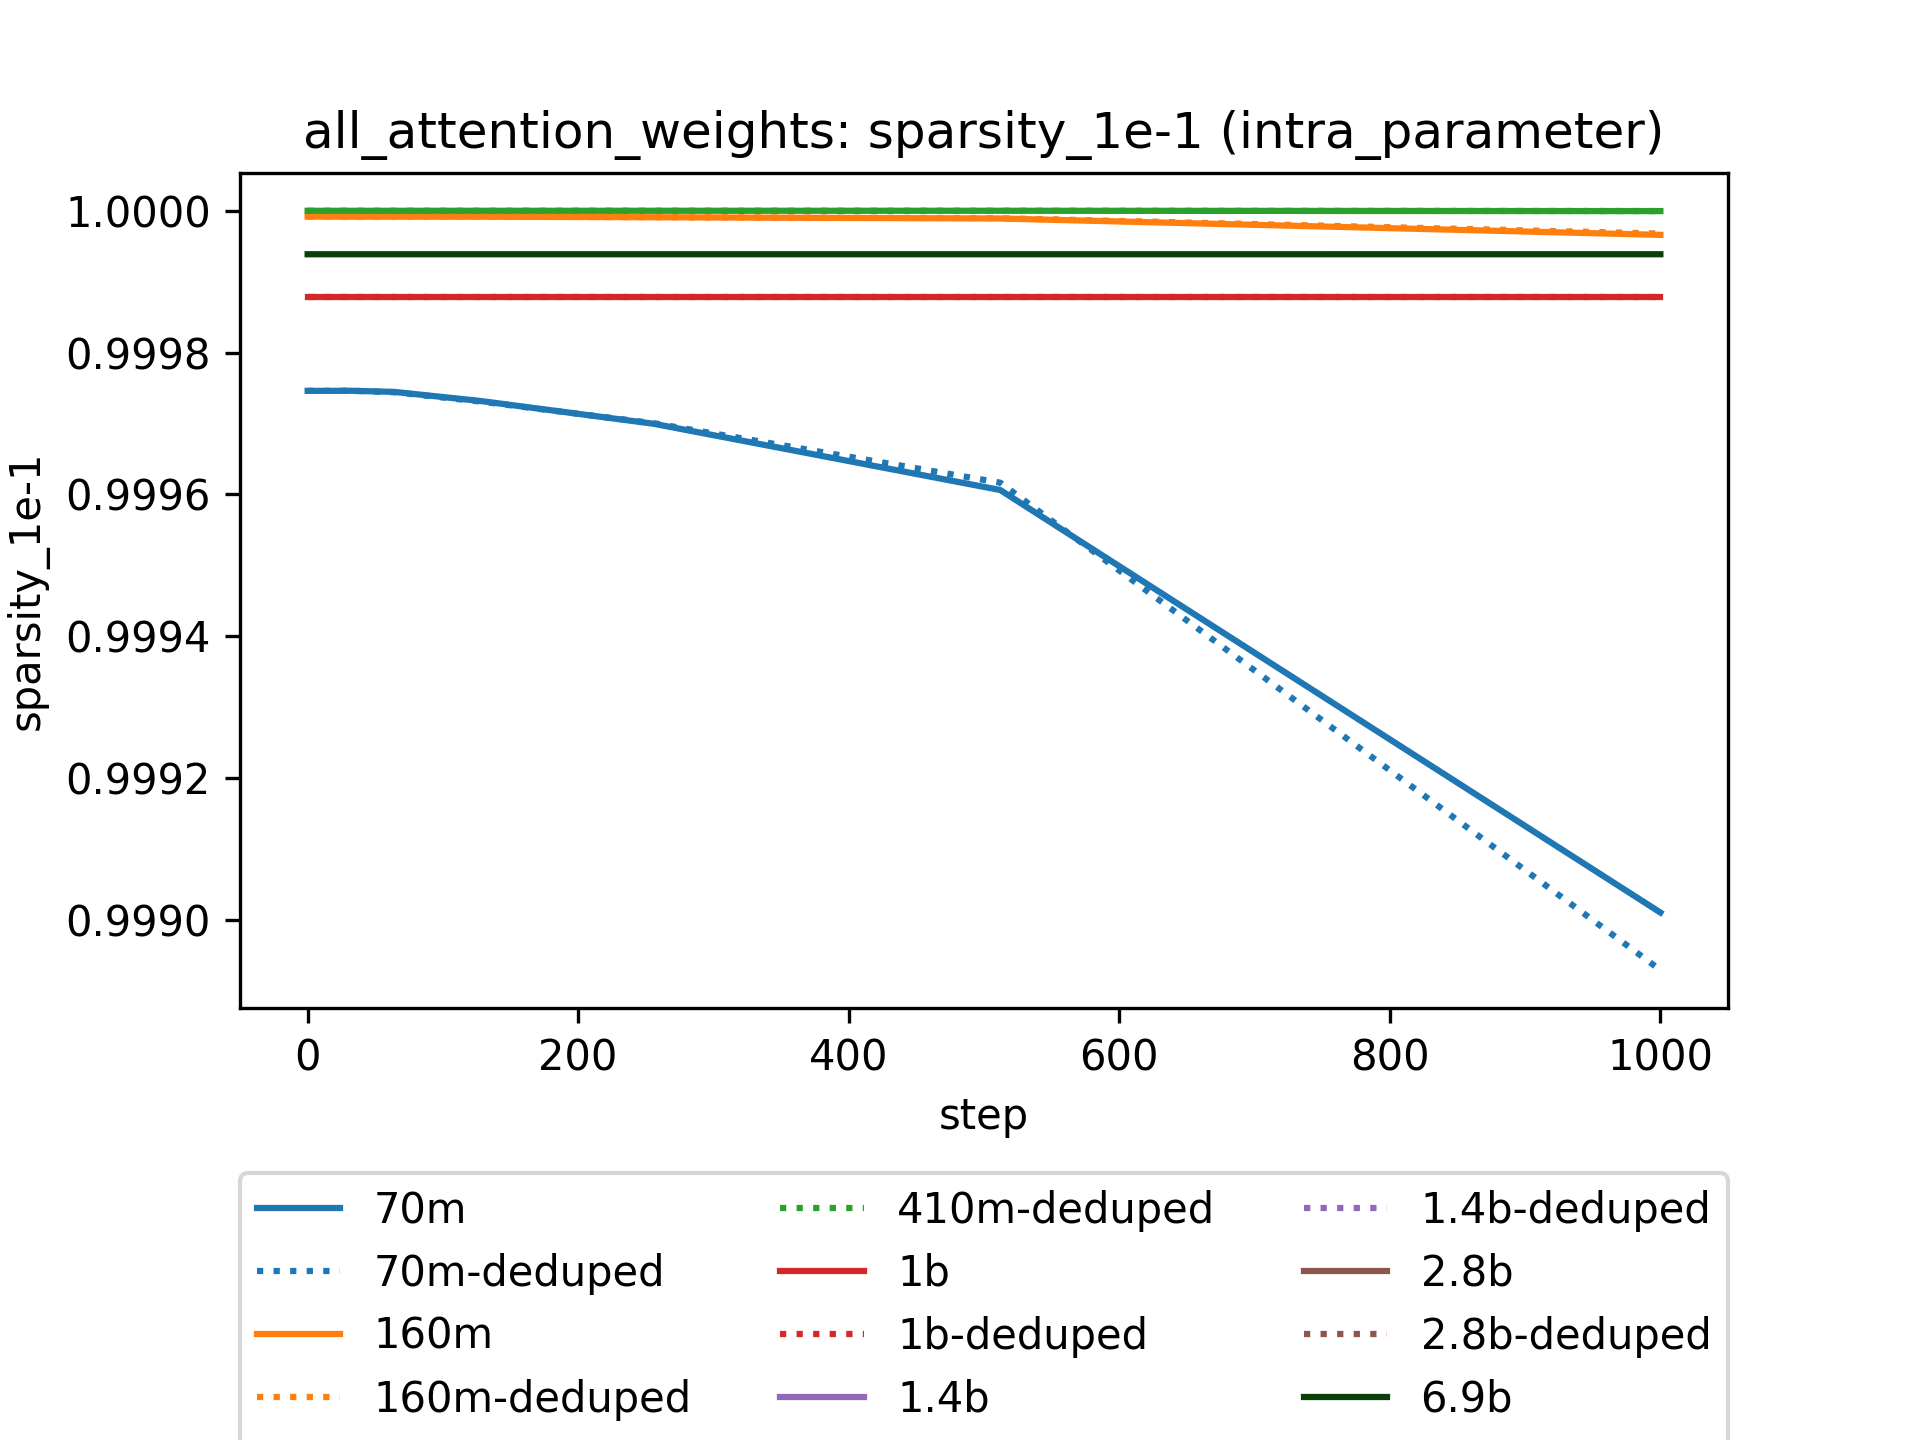 all_attention_weights: sparsity_1e-1 (intra_parameter)
1.0000
0.9998
0.9996
0.9994
0.9992
0.9990
sparsity_1e-1
0 200 400 600 800 1000
step
70m 410m-deduped 1.4b-deduped
70m-deduped 1b 2.8b
160m 1b-deduped 2.8b-deduped
160m-deduped 1.4b 6.9b